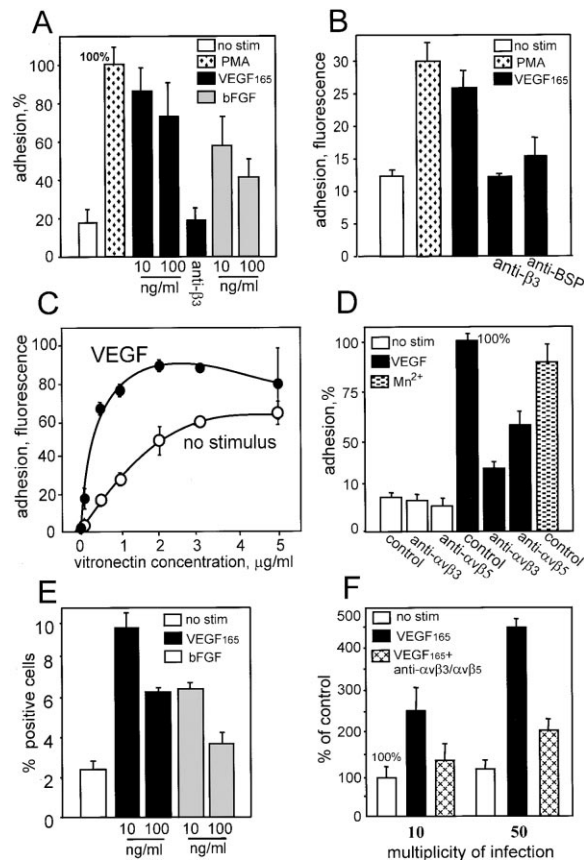 A
adhesion, %
100
80
60
40
20
0
100%
no stim
PMA
VEGF165
bFGF
10 100
ng/ml
anti-β3
10 100
ng/ml
B
adhesion, fluorescence
30
25
20
15
10
0
no stim
PMA
VEGF165
anti-β3
anti-BSP
C
adhesion, fluorescence
100
80
60
40
20
0
VEGF
no stimulus
0 1 2 3 4 5
vitronectin concentration, μg/ml
D
adhesion,%
100
75
50
10
0
no stim
VEGF
Mn2+
100%
control
anti-αvβ3
anti-αvβ5
control
anti-αvβ3
anti-αvβ5
control
E
% positive cells
10
8
6
4
2
0
no stim
VEGF165
bFGF
10 100
ng/ml
10 100
ng/ml
F
% of control
500
400
300
200
100
0
no stim
VEGF165
VEGF165+
anti-αvβ3/αvβ5
100%
10 50
multiplicity of infection